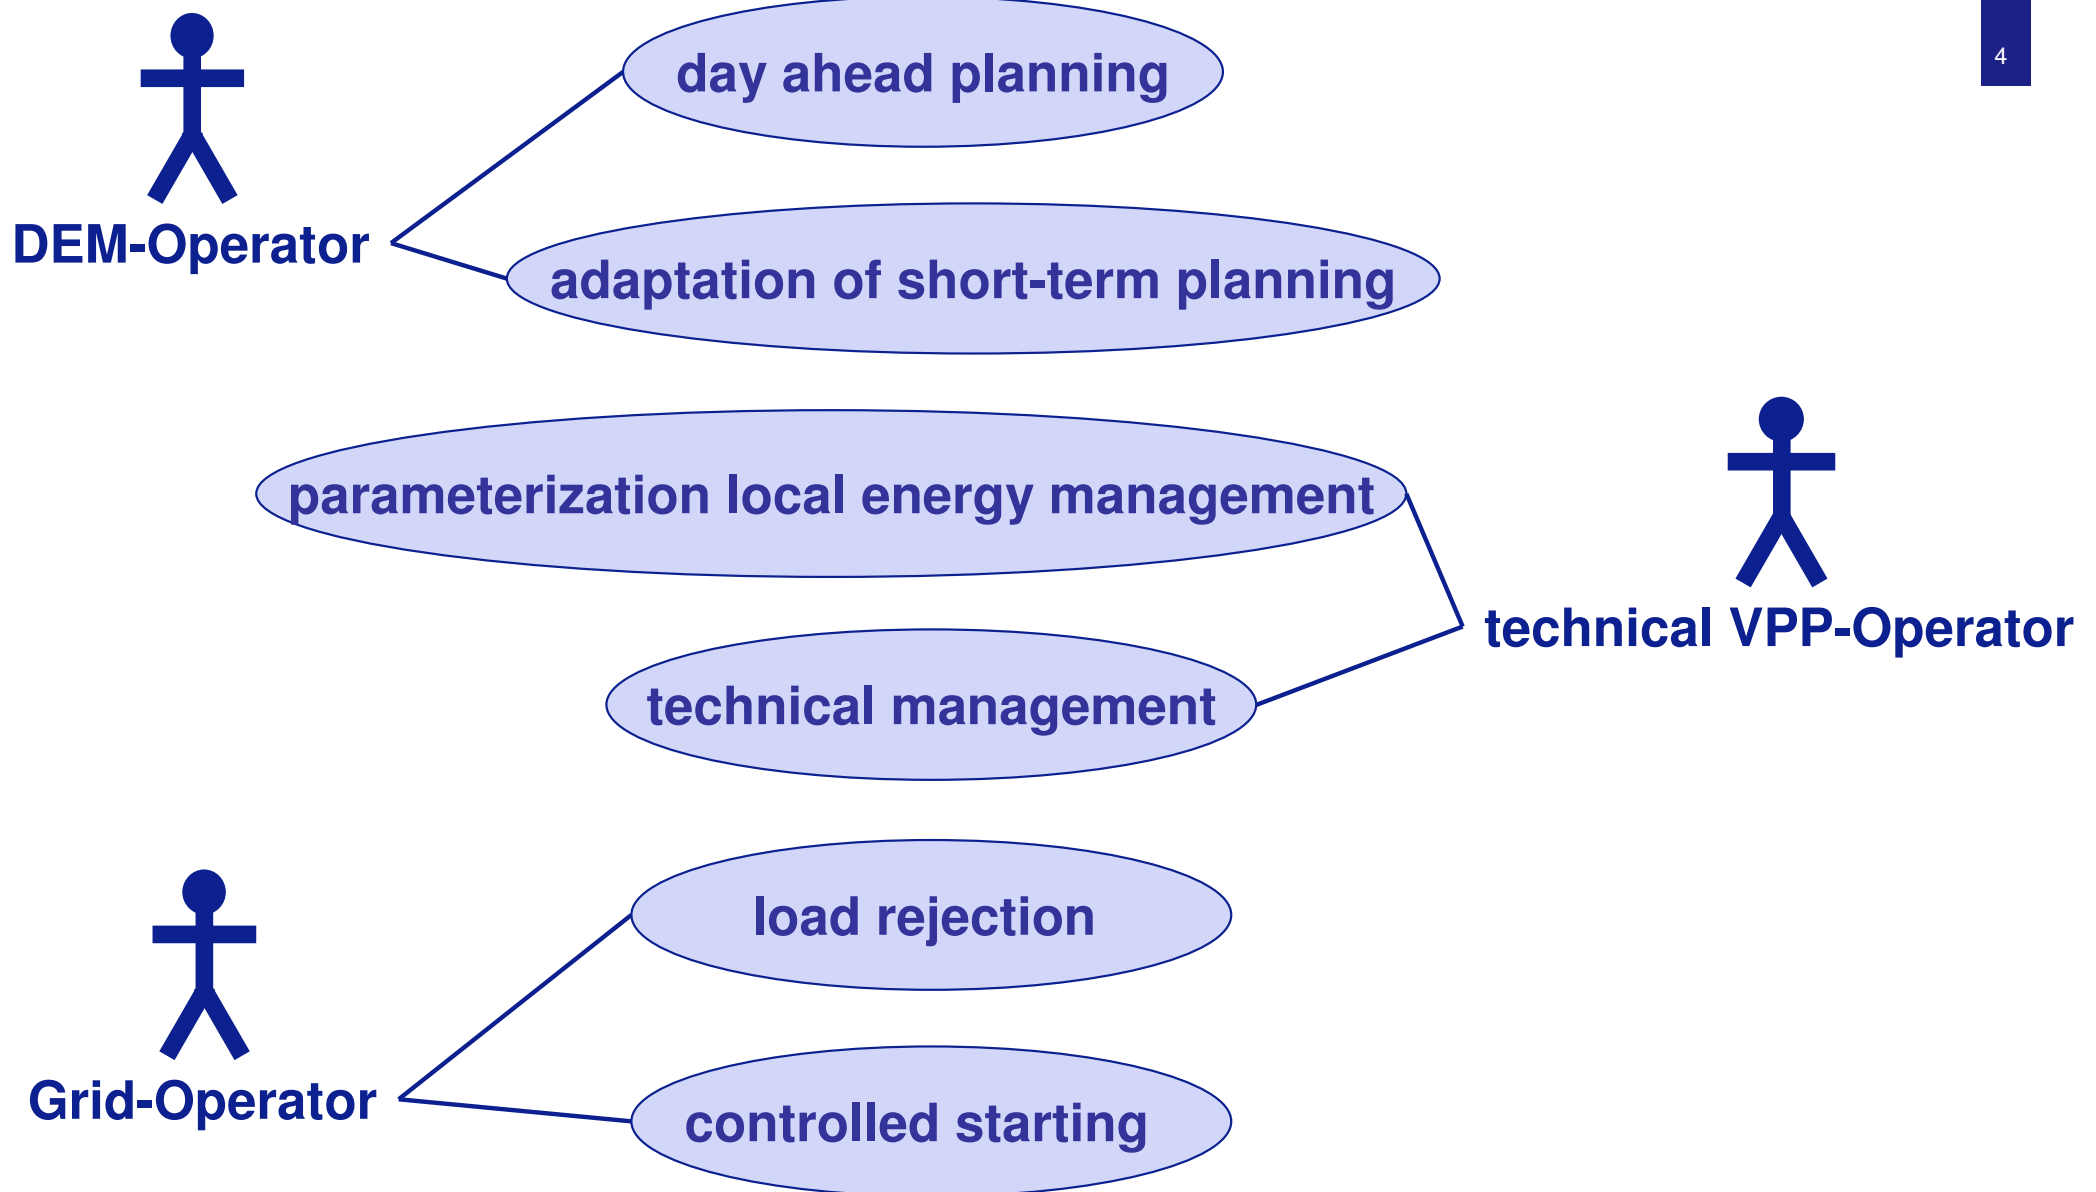 4
day ahead planning
DEM-Operator
adaptation of short-term planning
parameterization local energy management
technical VPP-Operator
technical management
load rejection
Grid-Operator
controlled starting